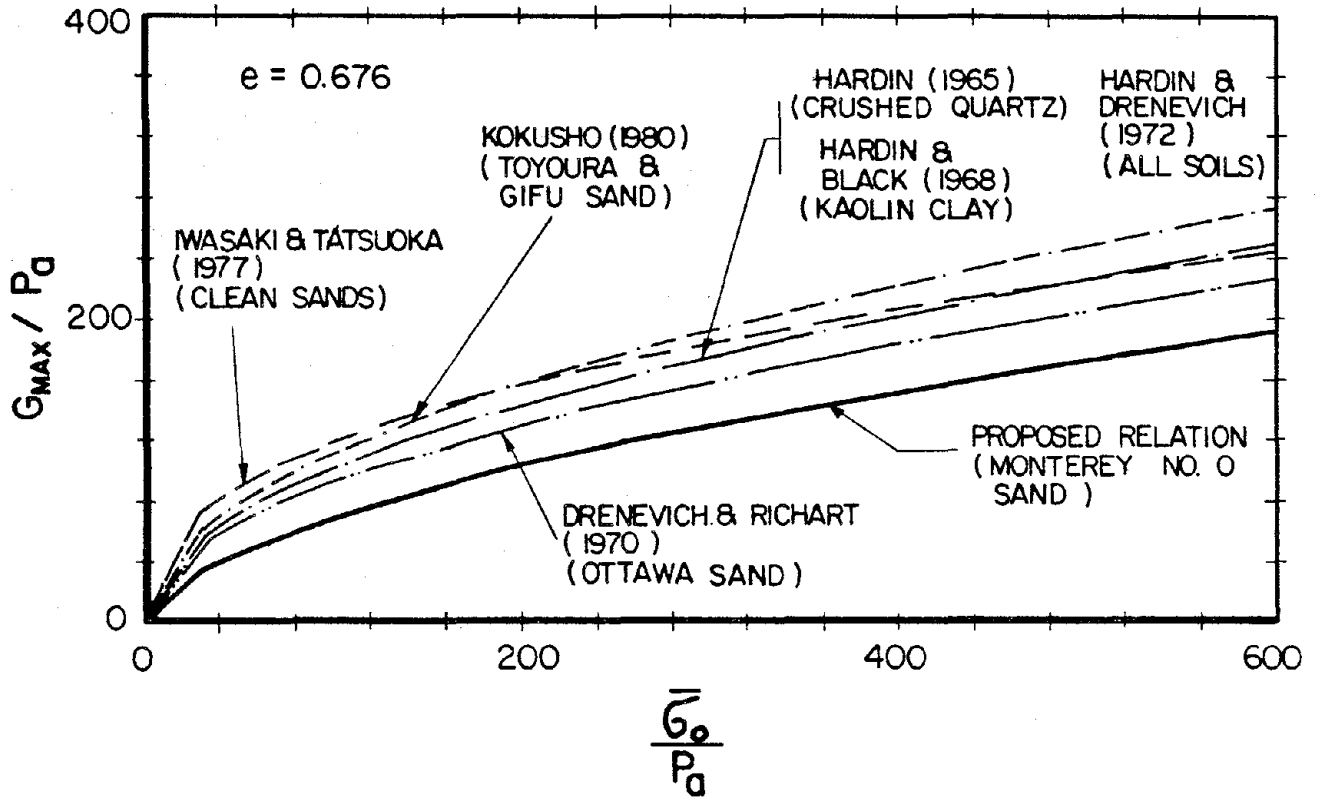 400
e = 0.676
HARDIN (1965)
(CRUSHED QUARTZ)
HARDIN &
BLACK (1968)
(KAOLIN CLAY)
HARDIN &
DRENEVICH
(1972)
(ALL SOILS)
KOKUSHO (1980)
(TOYOURA &
GIFU SAND)
IWASAKI & TATSUOKA
(1977)
(CLEAN SANDS)
GMAX / Pa
200
PROPOSED RELATION
(MONTEREY NO. 0
SAND)
DRENEVICH & RICHART
(1970)
(OTTAWA SAND)
0
0 200 400 600
σ̄o
Pa